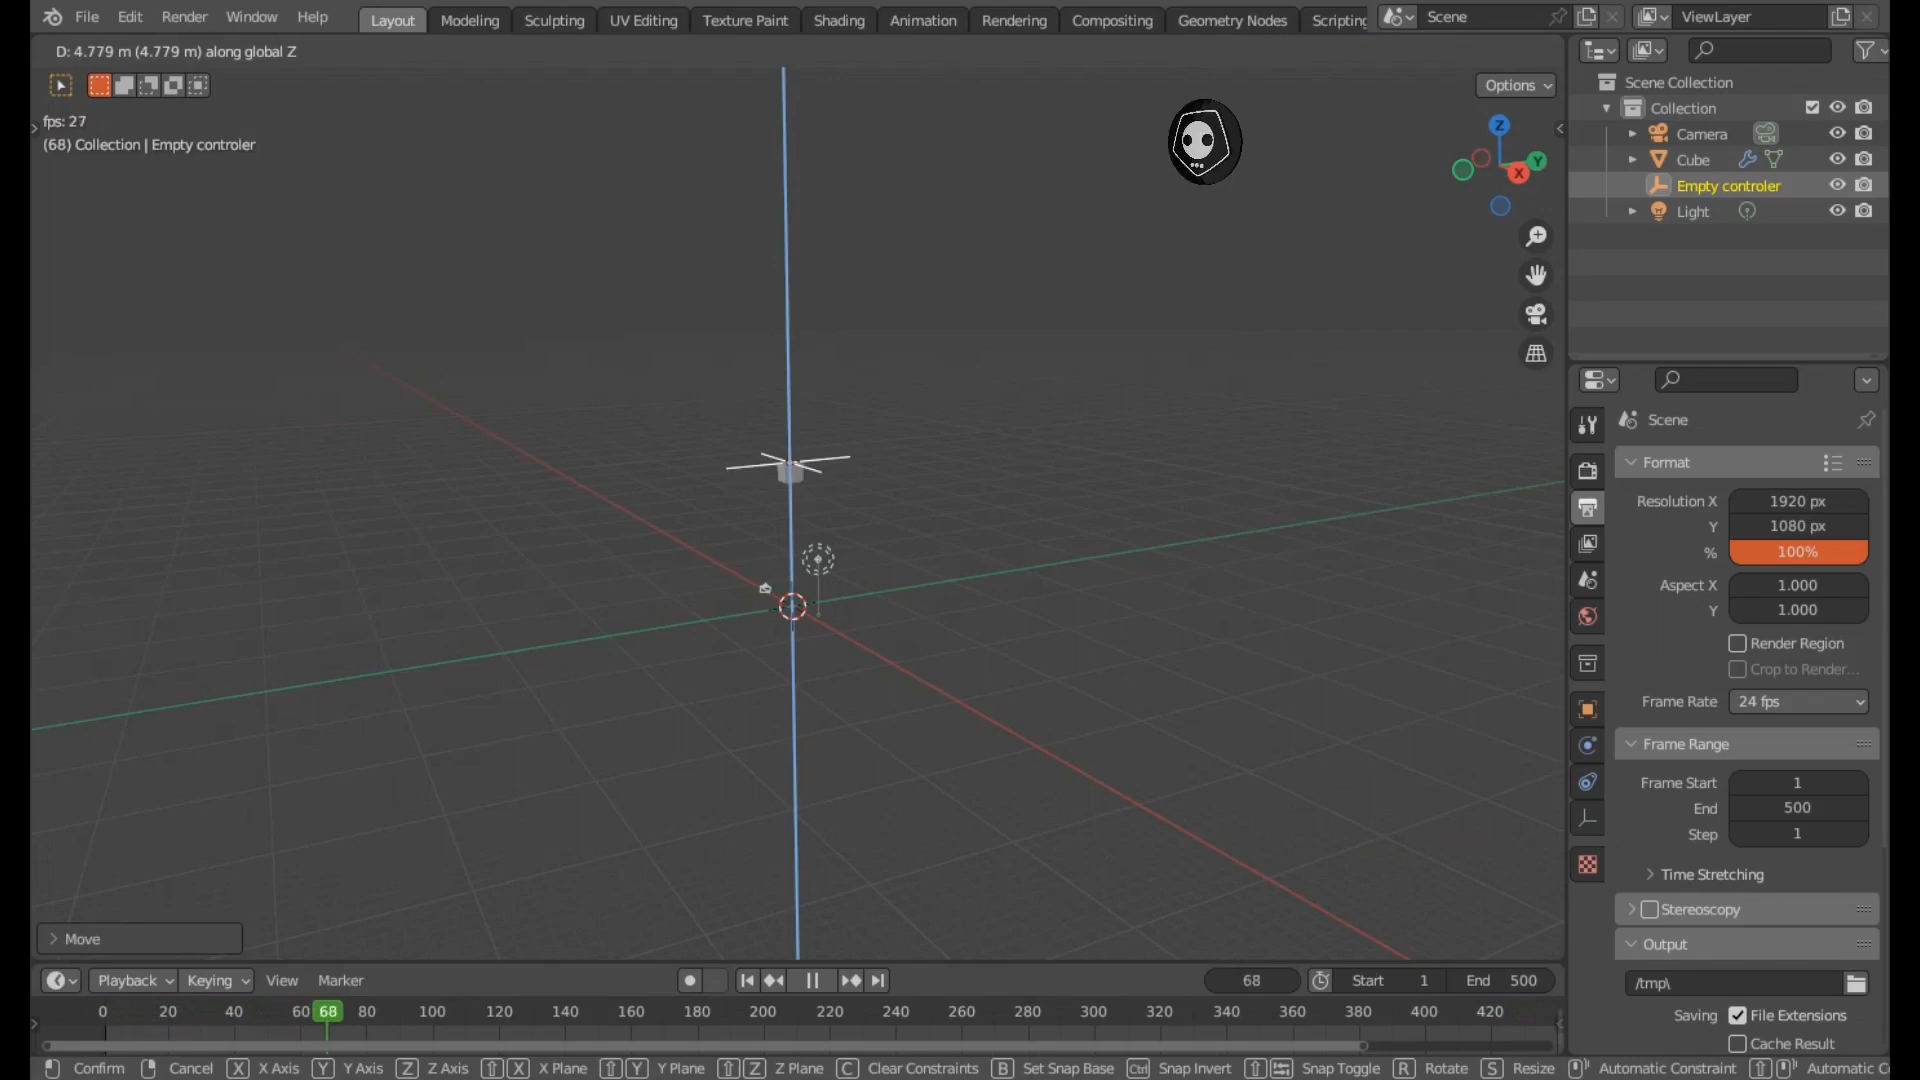 File Edit Render Window Help Layout Modeling Sculpting UV Editing Texture Paint Shading Animation Rendering Compositing Geometry Nodes Scripting Scene ViewLayer
D: 4.779 m (4.779 m) along global Z
Options
fps: 27
(68) Collection | Empty controler
Z
Y
X
Scene Collection
Collection
Camera
Cube
Empty controler
Light
Scene
Format
Resolution X 1920 px
Y 1080 px
% 100%
Aspect X 1.000
Y 1.000
Render Region
Crop to Render...
Frame Rate 24 fps
Frame Range
Frame Start 1
End 500
Step 1
Time Stretching
Stereoscopy
Output
/tmp\
Saving File Extensions
Cache Result
Move
Playback Keying View Marker 68 Start 1 End 500
0 20 40 60 68 80 100 120 140 160 180 200 220 240 260 280 300 320 340 360 380 400 420
Confirm Cancel X X Axis Y Y Axis Z Z Axis X X Plane Y Y Plane Z Z Plane C Clear Constraints B Set Snap Base Ctrl Snap Invert Snap Toggle R Rotate S Resize Automatic Constraint Automatic C